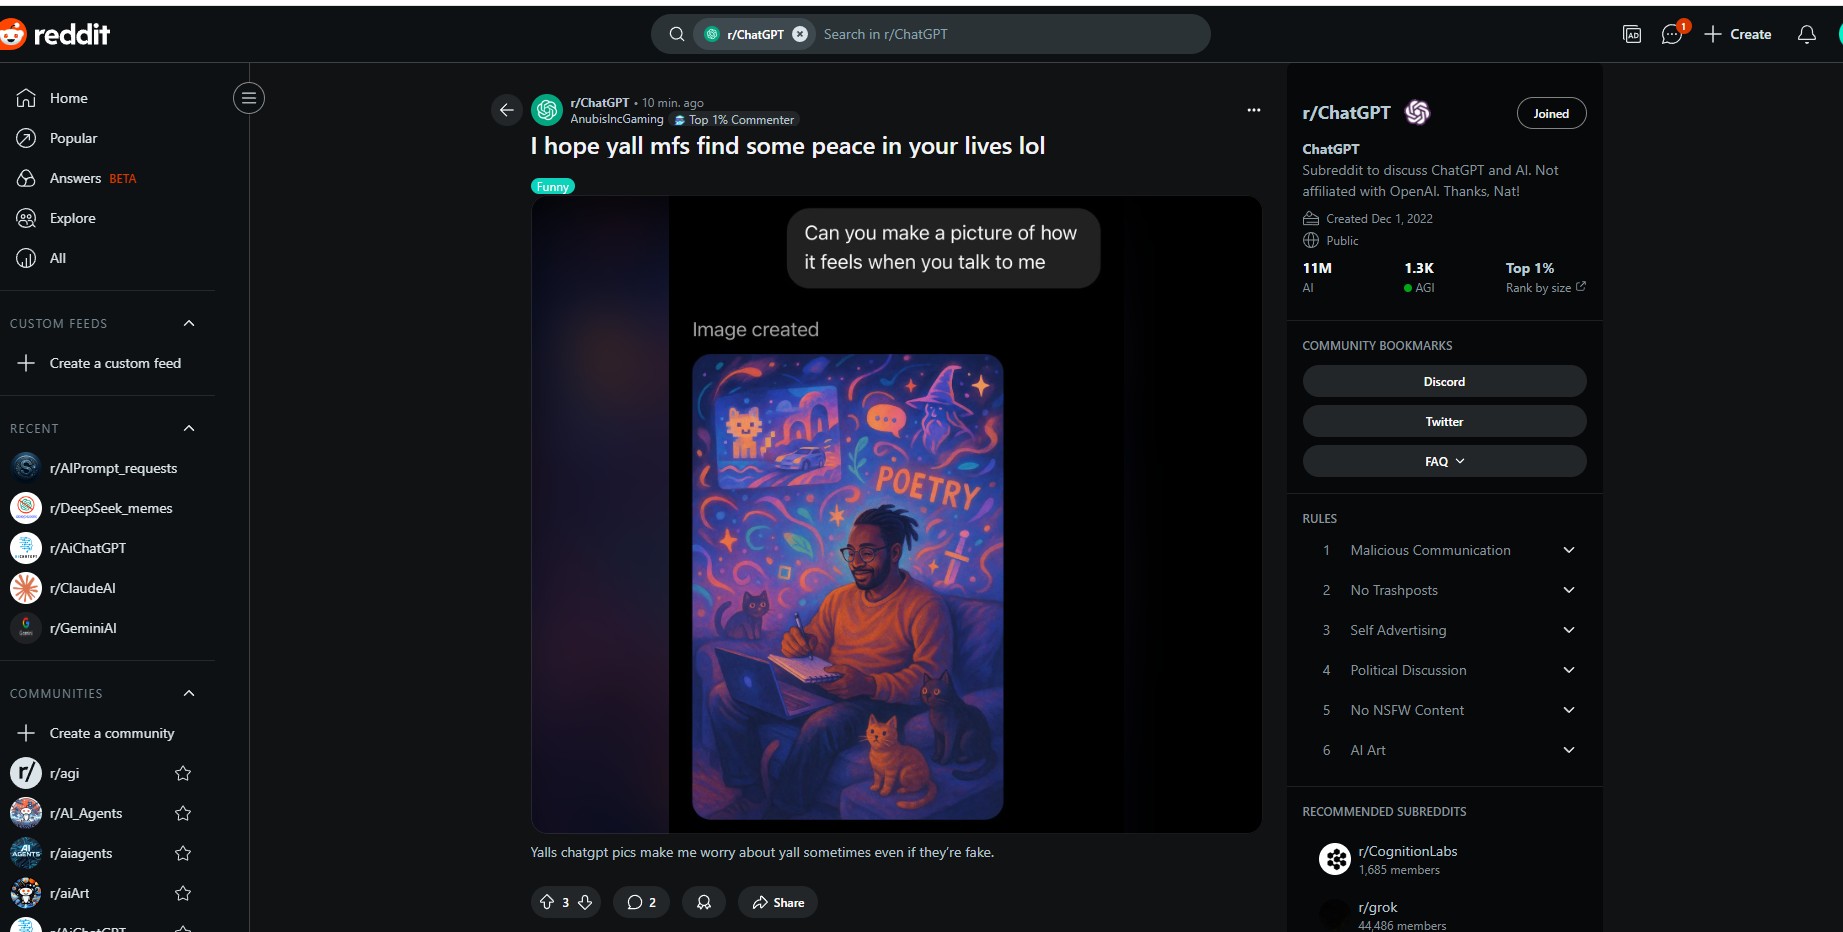 reddit
r/ChatGPT
Search in r/ChatGPT
AD
1
Create
Home
Popular
Answers BETA
Explore
All
CUSTOM FEEDS
Create a custom feed
RECENT
r/AIPrompt_requests
r/DeepSeek_memes
r/AiChatGPT
r/ClaudeAI
r/GeminiAI
COMMUNITIES
Create a community
r/agi
r/AI_Agents
r/aiagents
r/aiArt
r/AiChatGPT
r/ChatGPT • 10 min. ago
AnubisIncGaming Top 1% Commenter
I hope yall mfs find some peace in your lives lol
Funny
Can you make a picture of how
it feels when you talk to me
Image created
POETRY
Yalls chatgpt pics make me worry about yall sometimes even if they're fake.
3
2
Share
r/ChatGPT
Joined
ChatGPT
Subreddit to discuss ChatGPT and AI. Not
affiliated with OpenAI. Thanks, Nat!
Created Dec 1, 2022
Public
11M 1.3K Top 1%
AI AGI Rank by size
COMMUNITY BOOKMARKS
Discord
Twitter
FAQ
RULES
1 Malicious Communication
2 No Trashposts
3 Self Advertising
4 Political Discussion
5 No NSFW Content
6 AI Art
RECOMMENDED SUBREDDITS
r/CognitionLabs
1,685 members
r/grok
44,486 members